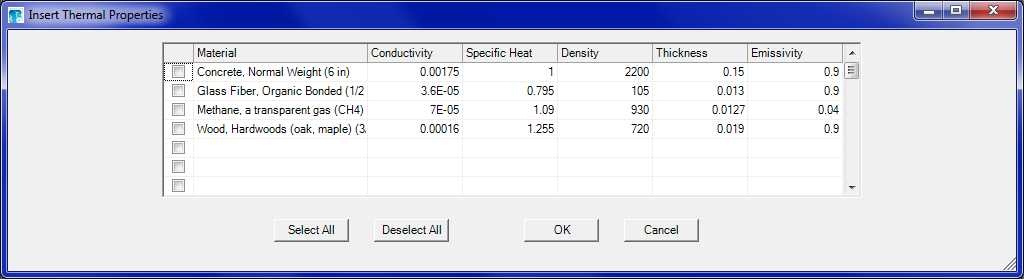 Insert Thermal Properties
Material Conductivity Specific Heat Density Thickness Emissivity
Concrete, Normal Weight (6 in) 0.00175 1 2200 0.15 0.9
Glass Fiber, Organic Bonded (1/2 3.6E-05 0.795 105 0.013 0.9
Methane, a transparent gas (CH4) 7E-05 1.09 930 0.0127 0.04
Wood, Hardwoods (oak, maple) (3/ 0.00016 1.255 720 0.019 0.9
Select All Deselect All OK Cancel